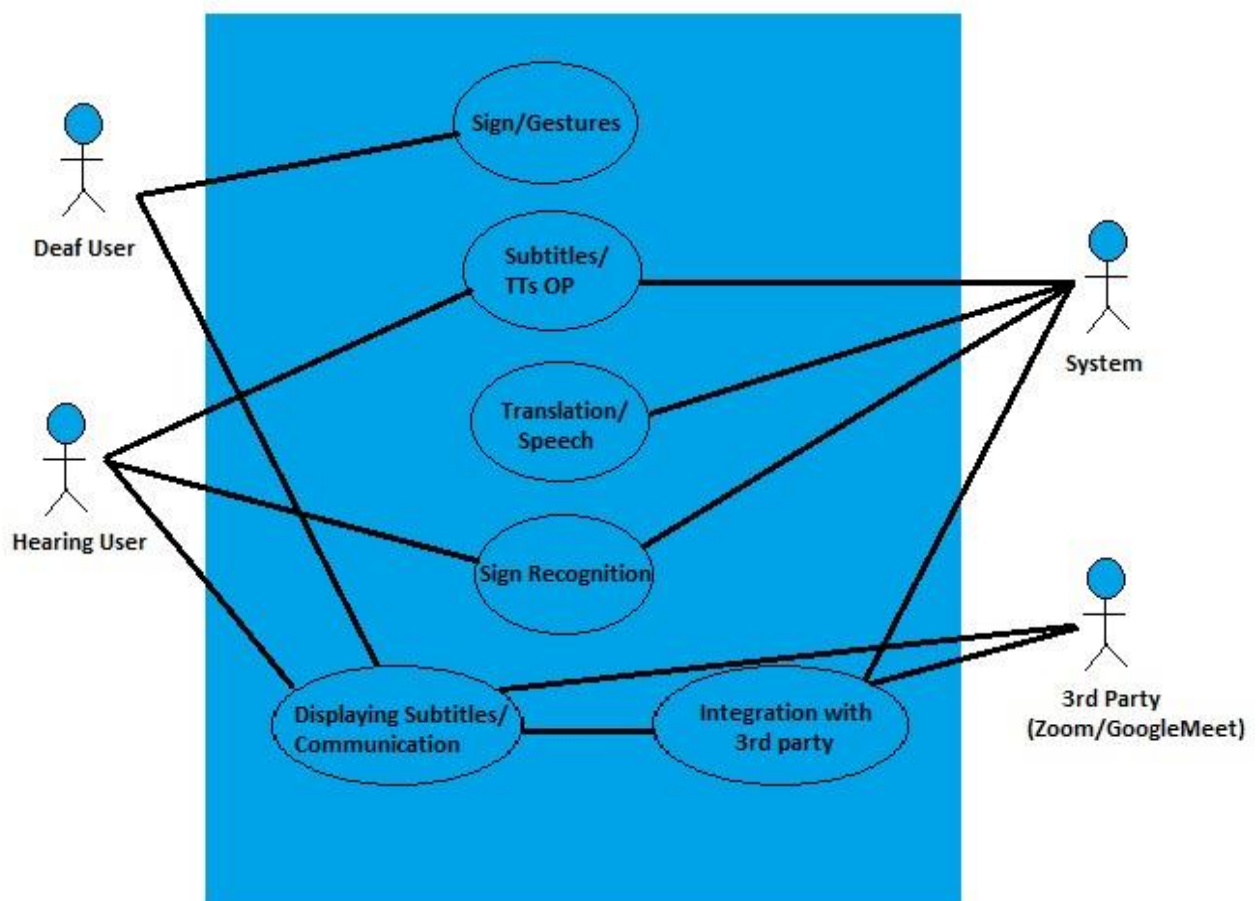 Sign/Gestures
Deaf User
Subtitles/
TTs OP
System
Translation/
Speech
Hearing User
Sign Recognition
Displaying Subtitles/
Communication
Integration with
3rd party
3rd Party
(Zoom/GoogleMeet)